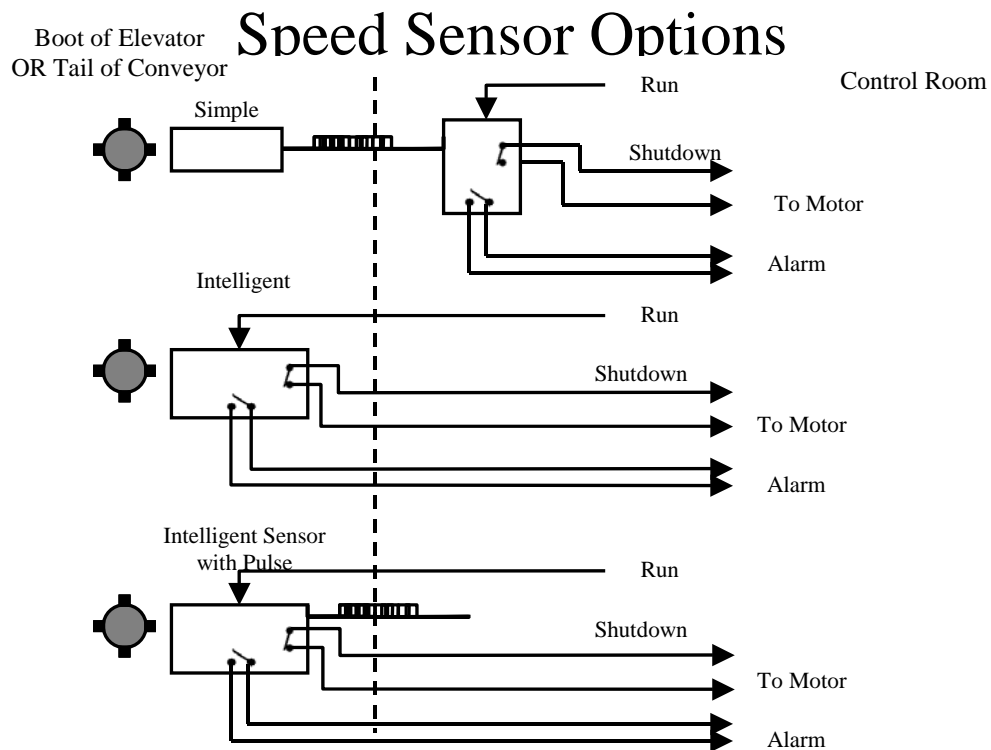 Speed Sensor Options
Boot of Elevator
OR Tail of Conveyor
Control Room
Simple
Run
Shutdown
To Motor
Alarm
Intelligent
Run
Shutdown
To Motor
Alarm
Intelligent Sensor
with Pulse
Run
Shutdown
To Motor
Alarm